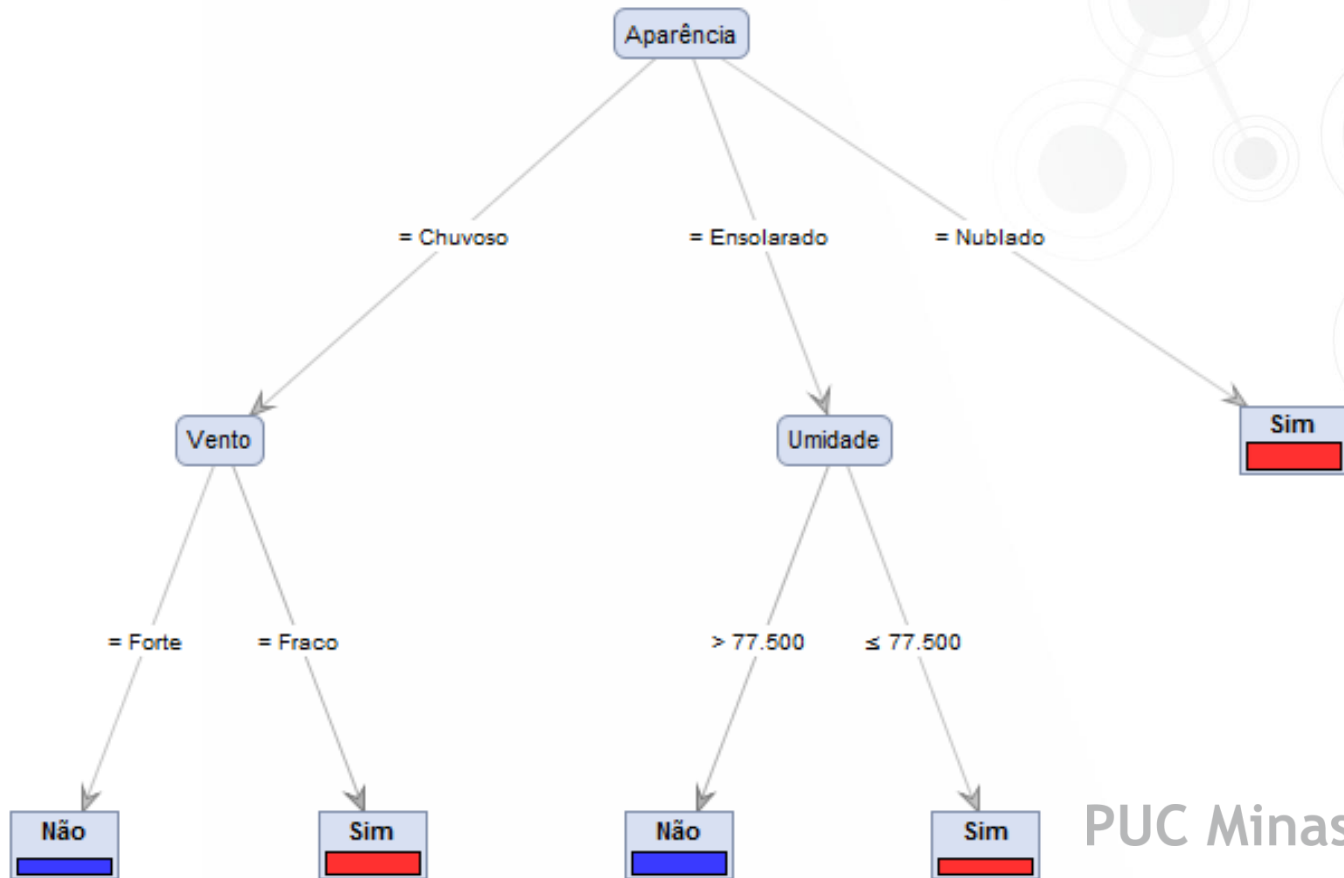 Aparência
= Chuvoso
= Ensolarado
= Nublado
Vento
Umidade
Sim
= Forte
= Fraco
> 77.500
≤ 77.500
Não
Sim
Não
Sim
PUC Minas